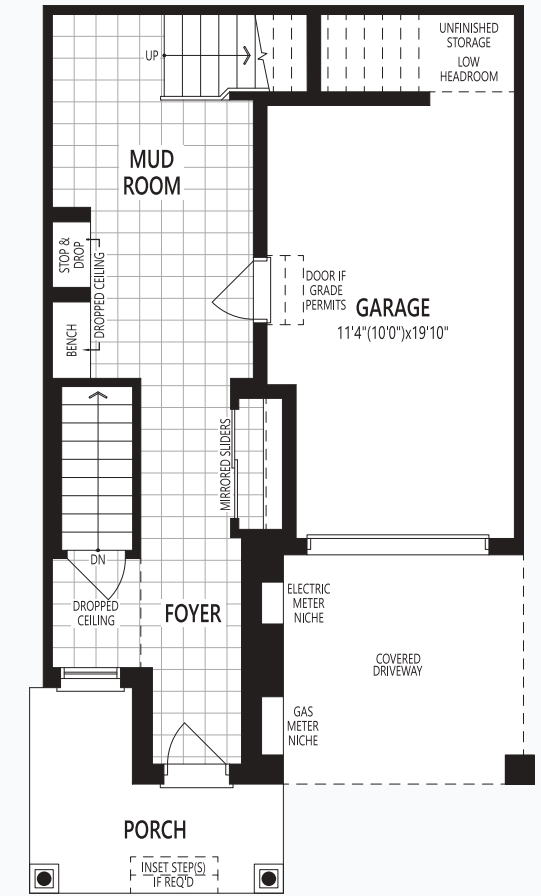 UNFINISHED
STORAGE
LOW
HEADROOM
UP
MUD
ROOM
STOP &
DROP
DROPPED CEILING
BENCH
DOOR IF
GRADE
PERMITS
GARAGE
11'4"(10'0")x19'10"
MIRRORED SLIDERS
DN
DROPPED
CEILING
FOYER
ELECTRIC
METER
NICHE
COVERED
DRIVEWAY
GAS
METER
NICHE
PORCH
INSET STEP(S)
IF REQ'D